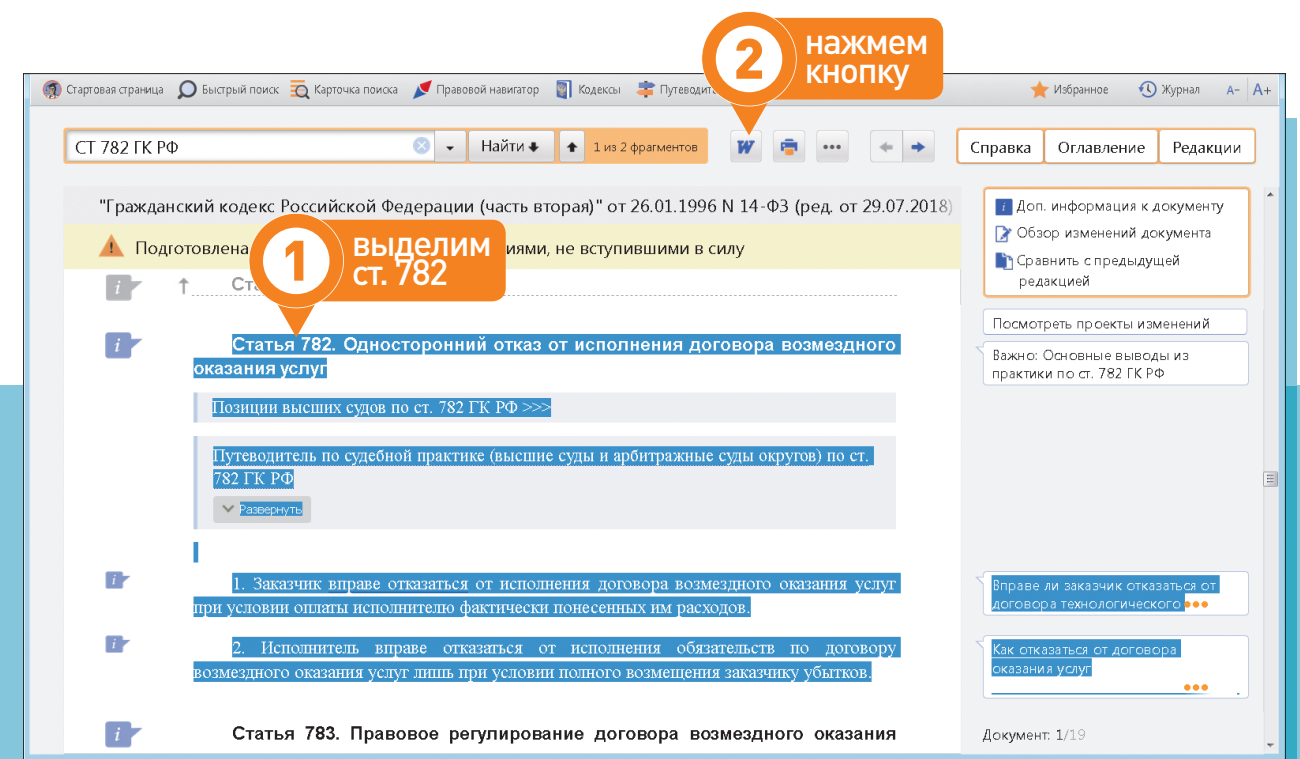 2
нажмем
кнопку
Стартовая страница
Быстрый поиск
Карточка поиска
Правовой навигатор
Кодексы
Избранное
Журнал
A−
A+
СТ 782 ГК РФ
Найти
1 из 2 фрагментов
W
•••
Справка
Оглавление
Редакции
"Гражданский кодекс Российской Федерации (часть вторая)" от 26.01.1996 N 14-ФЗ (ред. от 29.07.2018)
Подготовлена
иями, не вступившими в силу
1
выделим
ст. 782
Статья 782. Односторонний отказ от исполнения договора возмездного
оказания услуг
Позиции высших судов по ст. 782 ГК РФ >>>
Путеводитель по судебной практике (высшие суды и арбитражные суды округов) по ст.
782 ГК РФ
Развернуть
1. Заказчик вправе отказаться от исполнения договора возмездного оказания услуг
при условии оплаты исполнителю фактически понесенных им расходов.
2. Исполнитель вправе отказаться от исполнения обязательств по договору
возмездного оказания услуг лишь при условии полного возмещения заказчику убытков.
Статья 783. Правовое регулирование договора возмездного оказания
Доп. информация к документу
Обзор изменений документа
Сравнить с предыдущей
редакцией
Посмотреть проекты изменений
Важно: Основные выводы из
практики по ст. 782 ГК РФ
Вправе ли заказчик отказаться от
договора технологического •••
Как отказаться от договора
оказания услуг
•••
Документ: 1/19